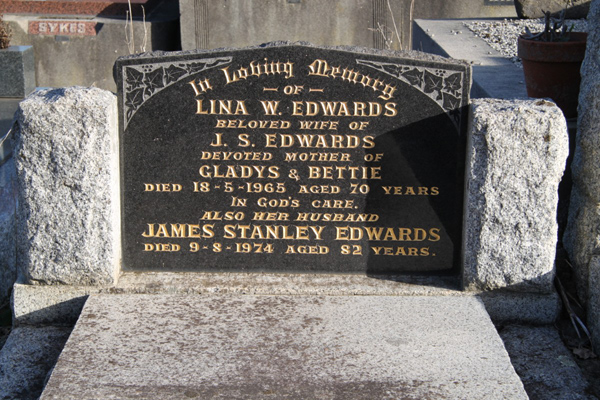 SYKES
In Loving Memory
— OF —
LINA W. EDWARDS
BELOVED WIFE OF
J. S. EDWARDS
DEVOTED MOTHER OF
GLADYS & BETTIE
DIED 18-5-1965 AGED 70 YEARS
IN GOD'S CARE.
ALSO HER HUSBAND
JAMES STANLEY EDWARDS
DIED 9-8-1974 AGED 82 YEARS.